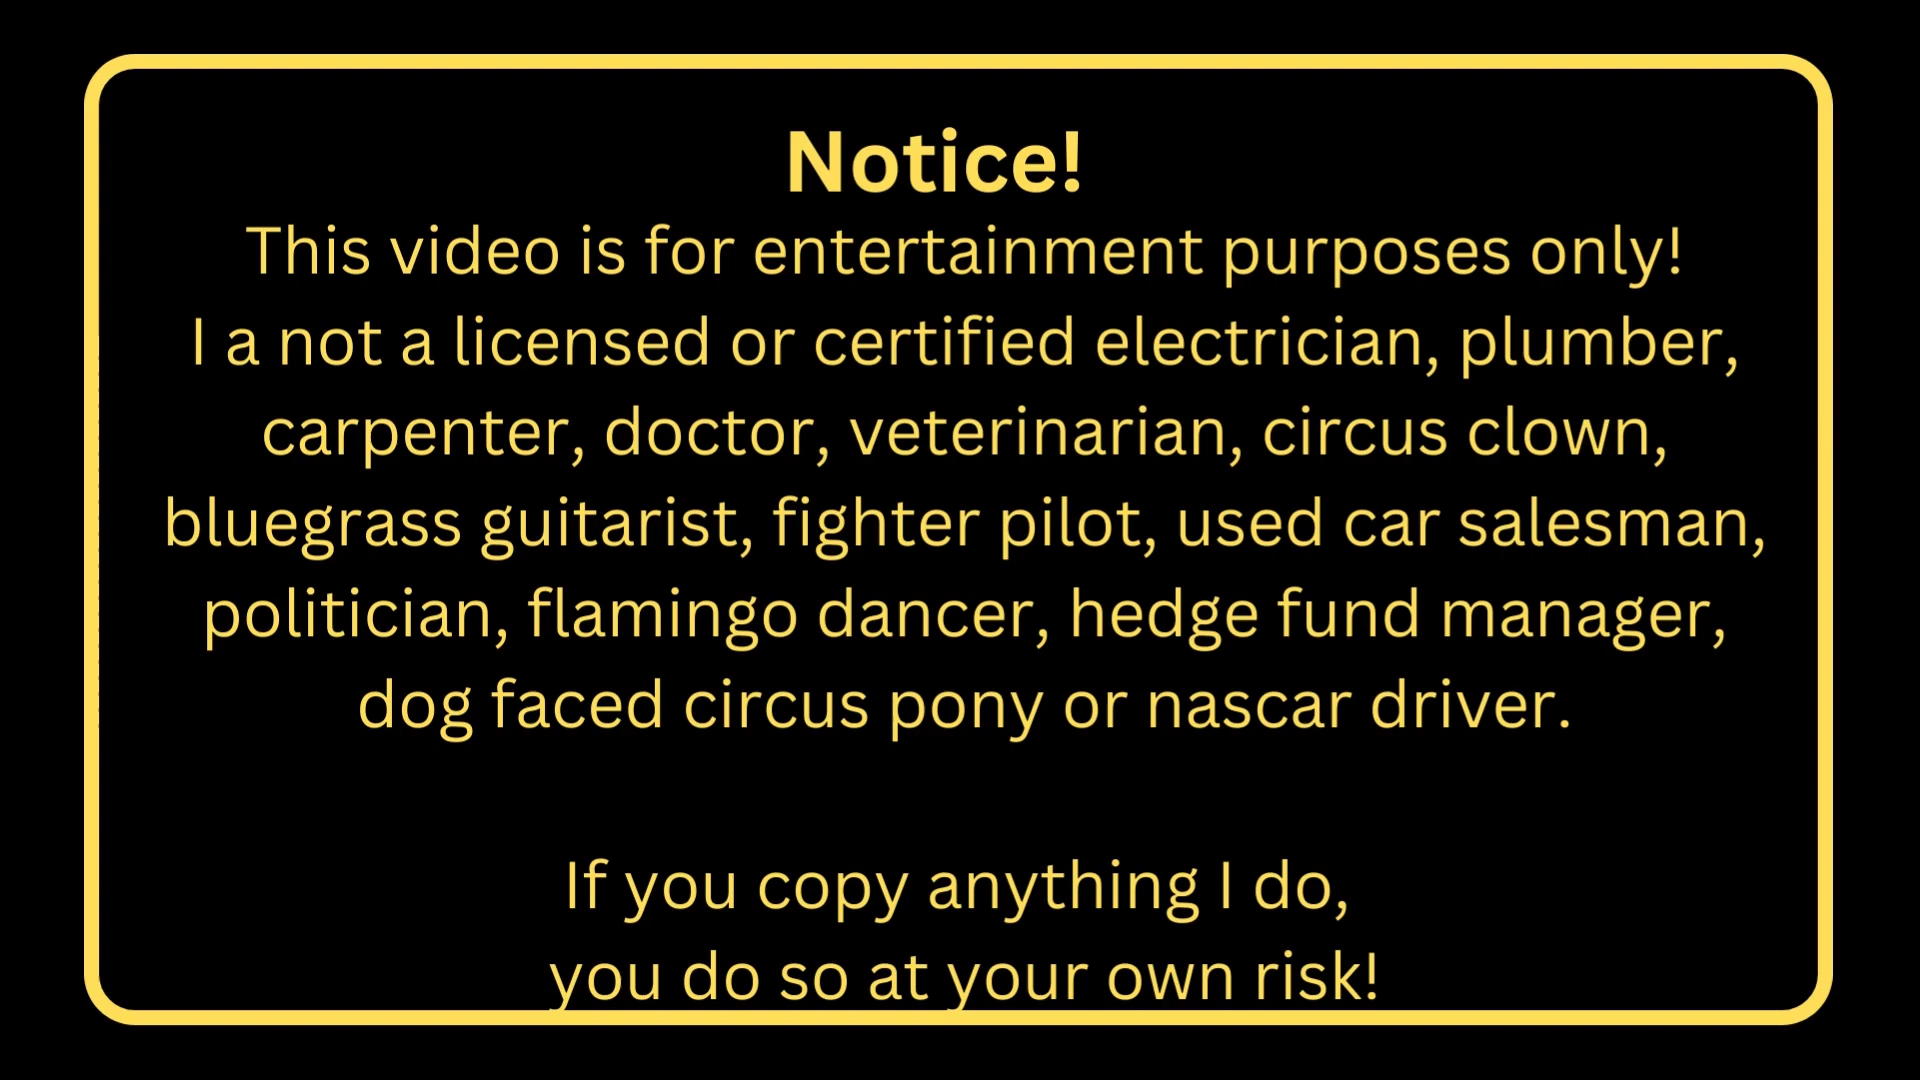 Notice!
This video is for entertainment purposes only!
I a not a licensed or certified electrician, plumber,
carpenter, doctor, veterinarian, circus clown,
bluegrass guitarist, fighter pilot, used car salesman,
politician, flamingo dancer, hedge fund manager,
dog faced circus pony or nascar driver.
If you copy anything I do,
you do so at your own risk!